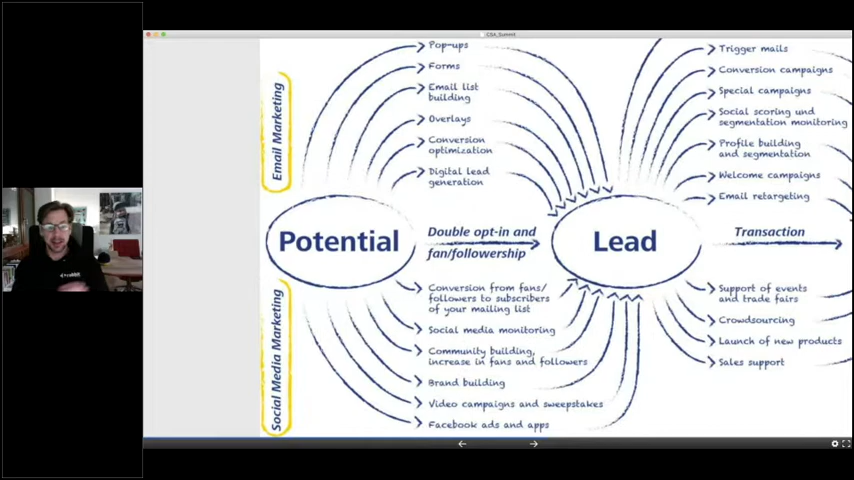 CSA_Summit
Email Marketing
Pop-ups
Forms
Email list
building
Overlays
Conversion
optimization
Digital lead
generation
Trigger mails
Conversion campaigns
Special campaigns
Social scoring und
segmentation monitoring
Profile building
and segmentation
Welcome campaigns
Email retargeting
Potential
Double opt-in and
fan/followership
Lead
Transaction
Social Media Marketing
Conversion from fans/
followers to subscribers
of your mailing list
Social media monitoring
Community building,
increase in fans and followers
Brand building
Video campaigns and sweepstakes
Facebook ads and apps
Support of events
and trade fairs
Crowdsourcing
Launch of new products
Sales support